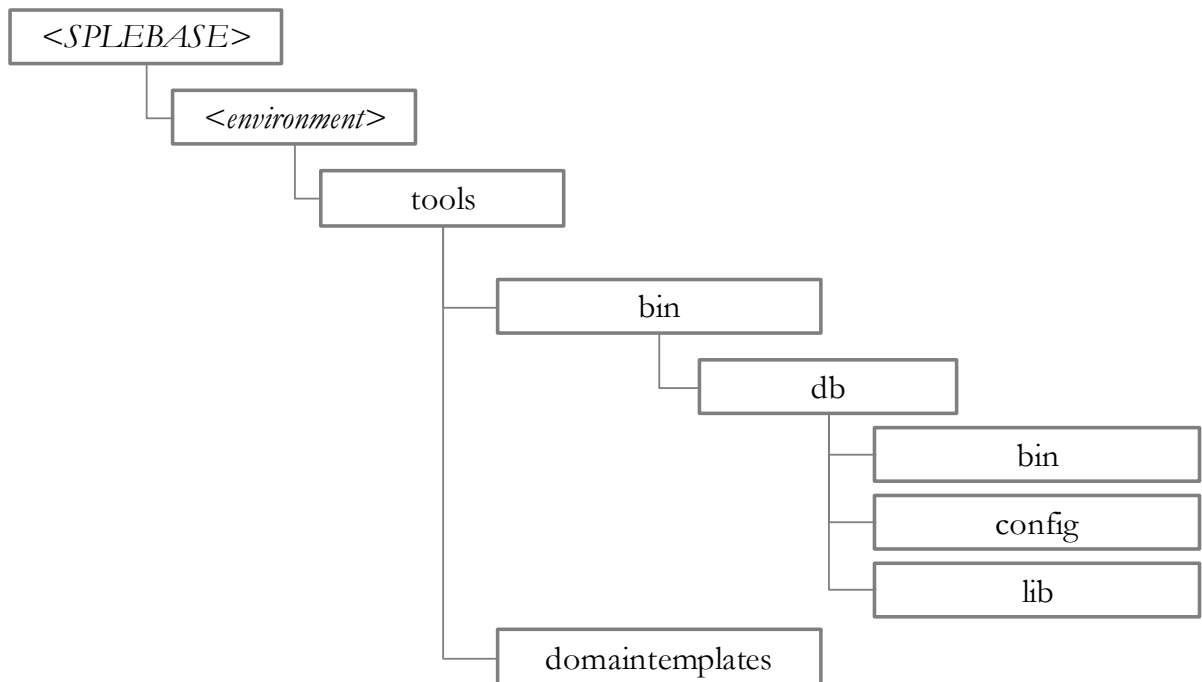 <SPLEBASE>
<environment>
tools
bin
db
bin
config
lib
domaintemplates